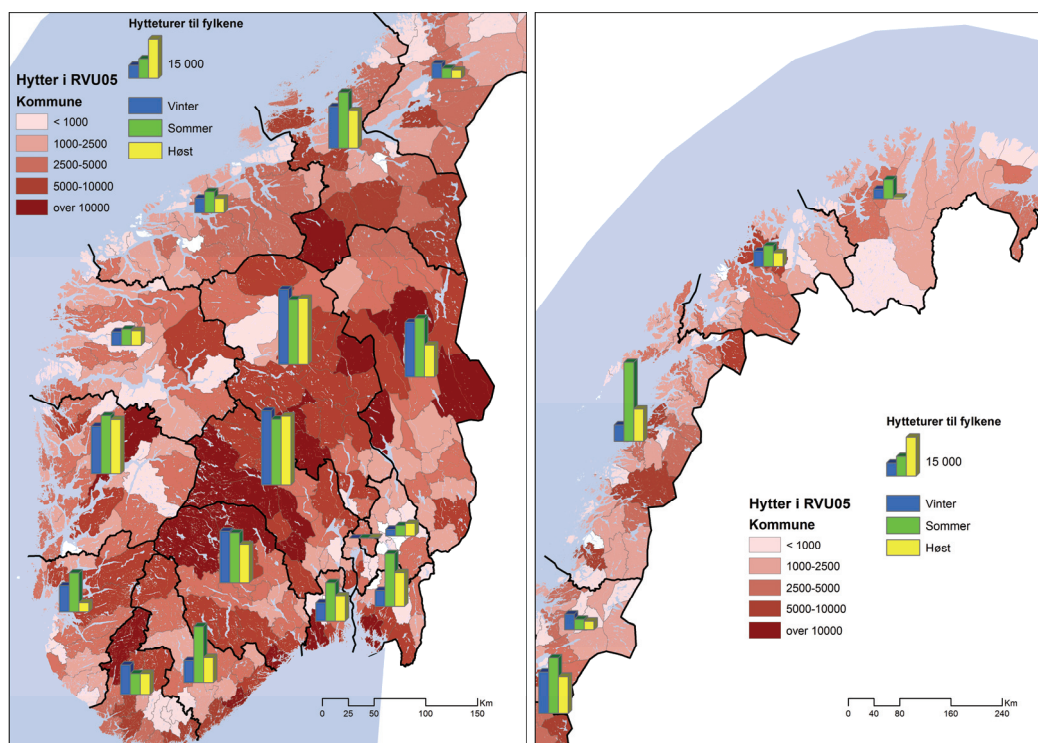 Hytteturer til fylkene
15 000
Hytter i RVU05
Kommune
< 1000
1000-2500
2500-5000
5000-10000
over 10000
Vinter
Sommer
Høst
0 25 50 100 150
Km
Hytteturer til fylkene
15 000
Hytter i RVU05
Kommune
< 1000
1000-2500
2500-5000
5000-10000
over 10000
Vinter
Sommer
Høst
Km
0 40 80 160 240